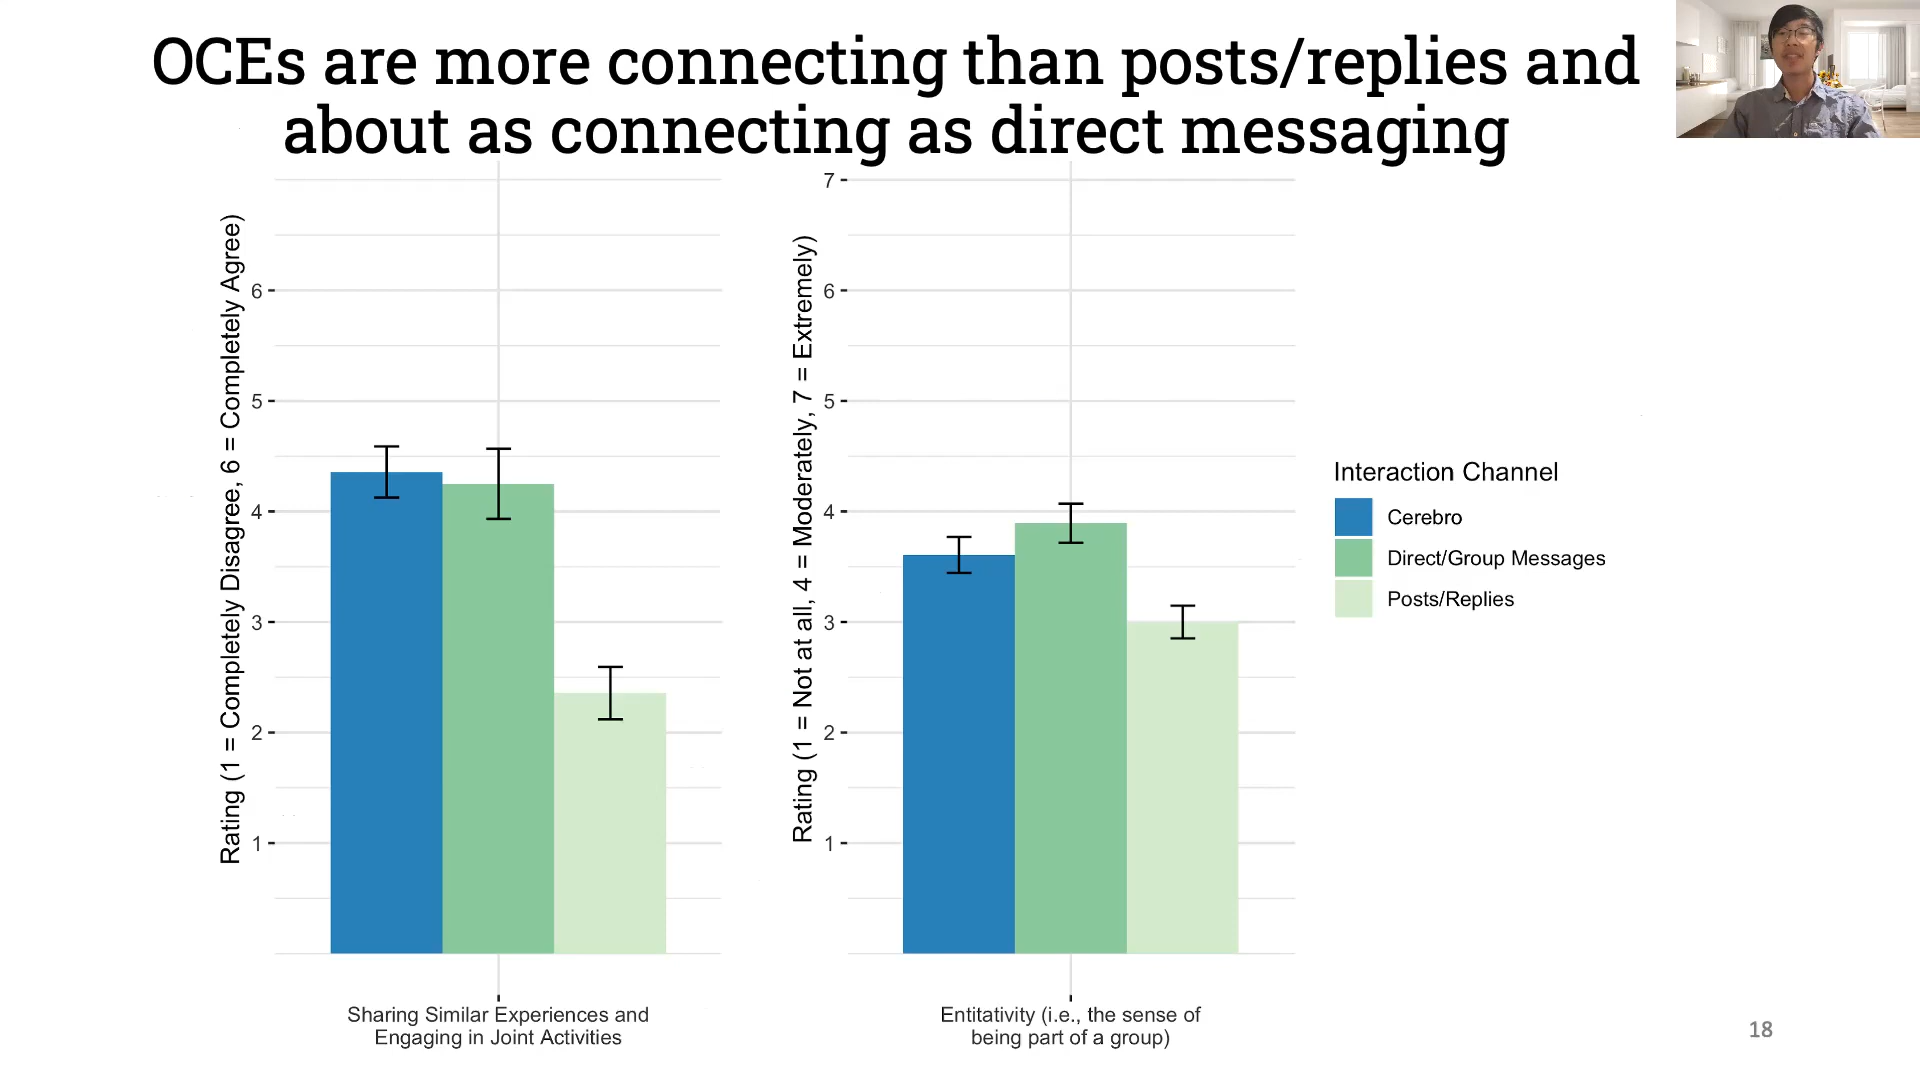 OCEs are more connecting than posts/replies and
about as connecting as direct messaging
Rating (1 = Completely Disagree, 6 = Completely Agree)
6
5
4
3
2
1
Sharing Similar Experiences and
Engaging in Joint Activities
Rating (1 = Not at all, 4 = Moderately, 7 = Extremely)
7
6
5
4
3
2
1
Entitativity (i.e., the sense of
being part of a group)
Interaction Channel
Cerebro
Direct/Group Messages
Posts/Replies
18